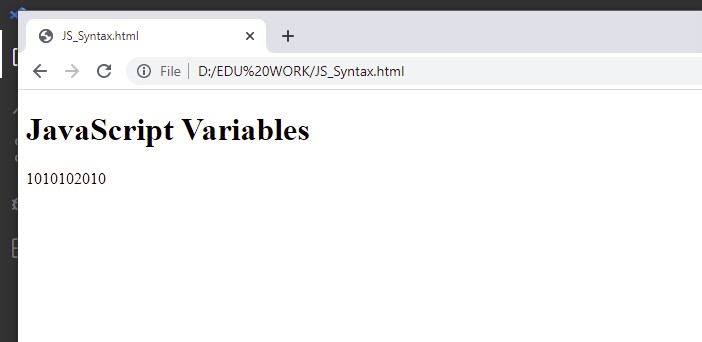 JS_Syntax.html
File D:/EDU%20WORK/JS_Syntax.html
JavaScript Variables
1010102010